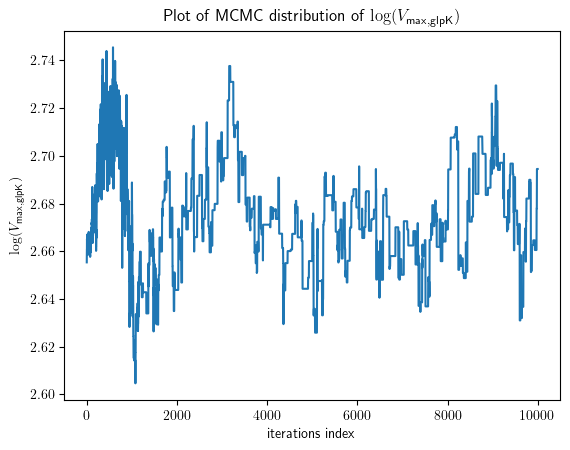 Plot of MCMC distribution of log(V_max,glpK)
2.74
2.72
2.70
2.68
2.66
2.64
2.62
2.60
log(V_max,glpK)
0 2000 4000 6000 8000 10000
iterations index